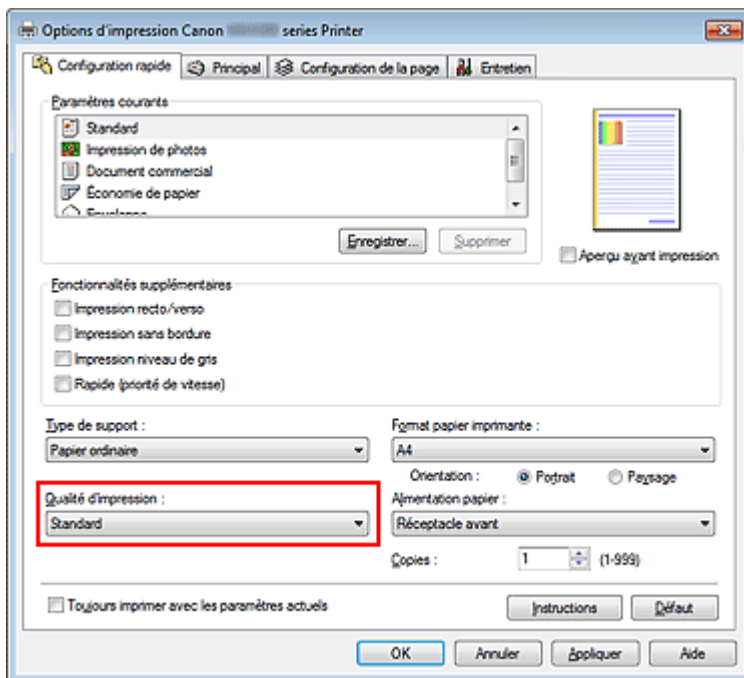 Options d'impression Canon series Printer
Configuration rapide Principal Configuration de la page Entretien
Paramètres courants
Standard
Impression de photos
Document commercial
Économie de papier
Enregistrer... Supprimer
Aperçu avant impression
Fonctionnalités supplémentaires
Impression recto/verso
Impression sans bordure
Impression niveau de gris
Rapide (priorité de vitesse)
Type de support : Format papier imprimante :
Papier ordinaire A4
Orientation : Portrait Paysage
Qualité d'impression : Alimentation papier :
Standard Réceptacle avant
Copies : 1 (1-999)
Toujours imprimer avec les paramètres actuels Instructions Défaut
OK Annuler Appliquer Aide